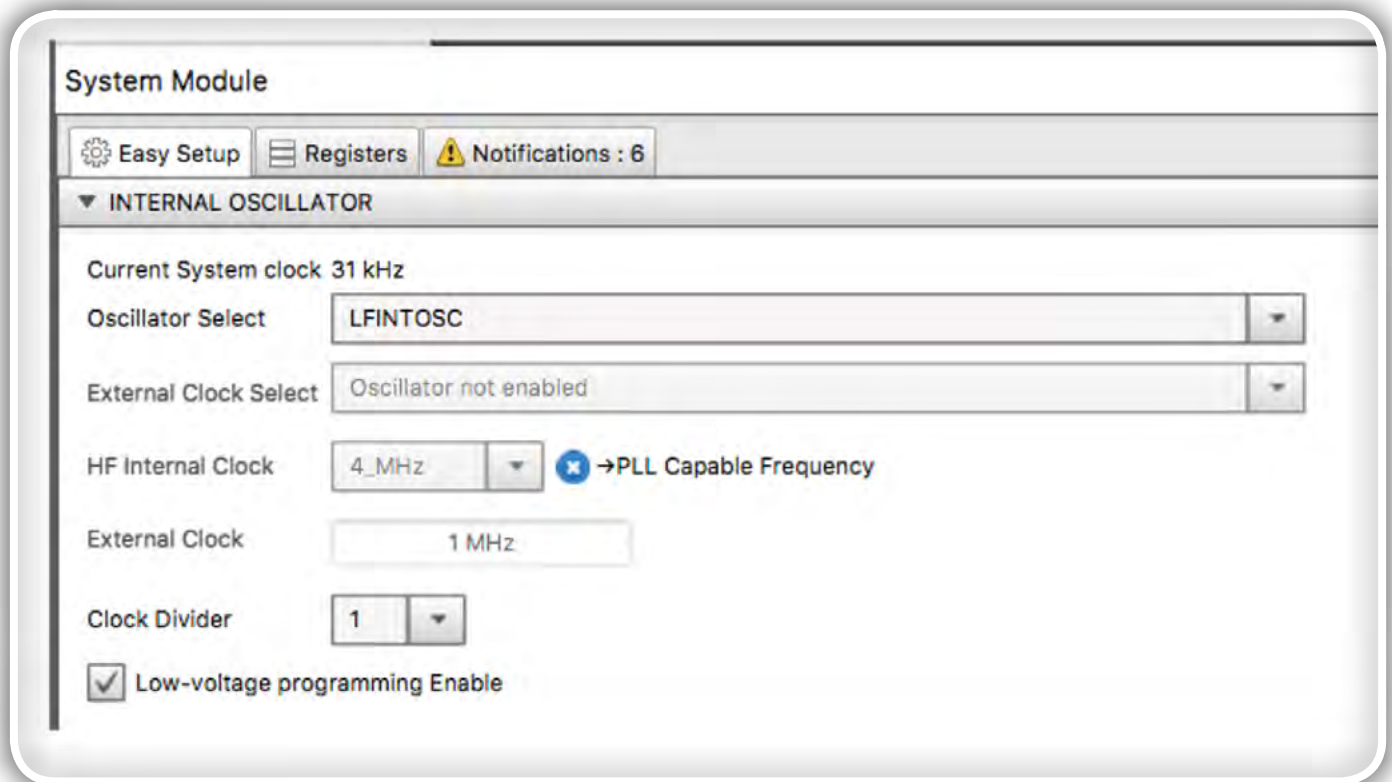 System Module
Easy Setup Registers Notifications : 6
INTERNAL OSCILLATOR
Current System clock 31 kHz
Oscillator Select LFINTOSC
External Clock Select Oscillator not enabled
HF Internal Clock 4_MHz →PLL Capable Frequency
External Clock 1 MHz
Clock Divider 1
Low-voltage programming Enable